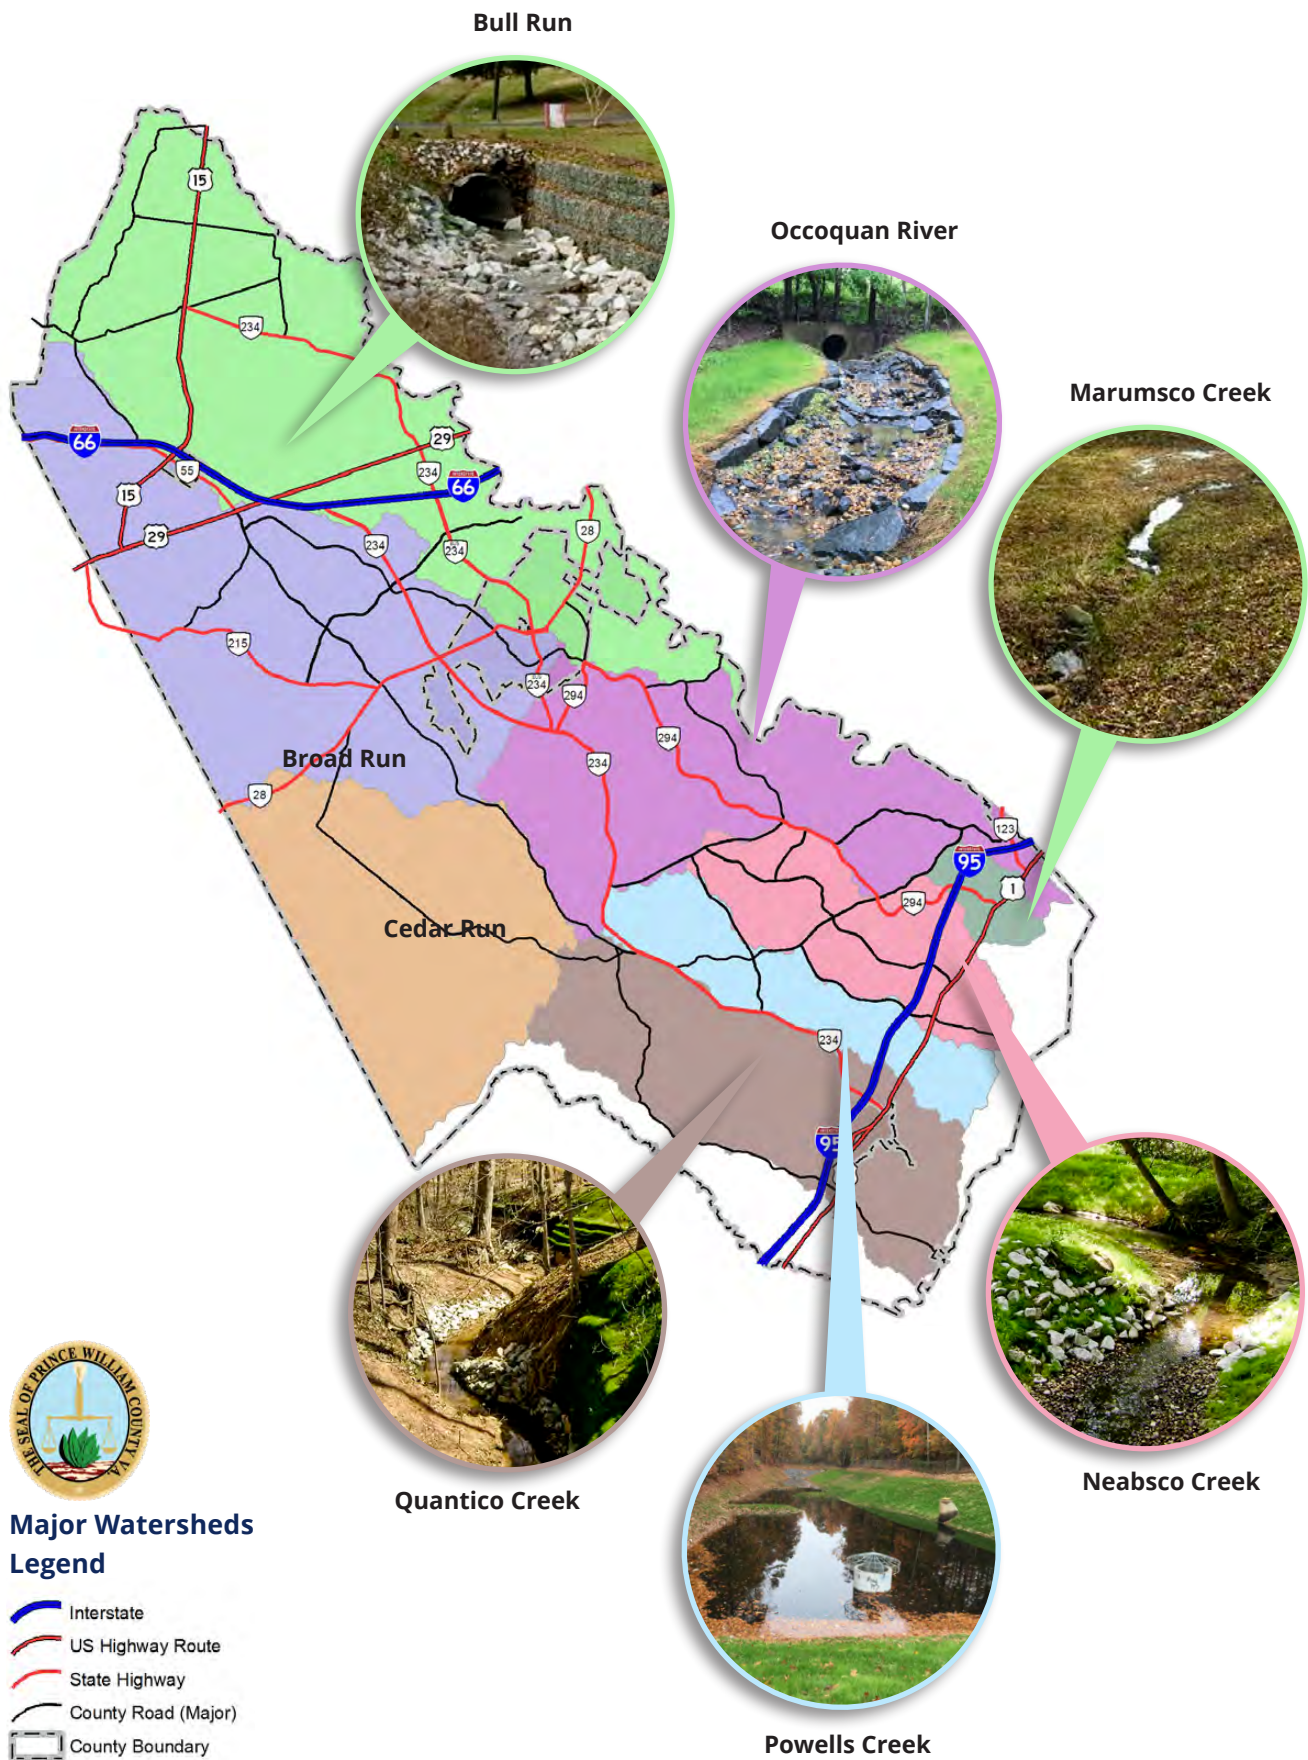 Bull Run
Occoquan River
Marumsco Creek
15
234
29
66
55
66
234
15
29
234
234
28
215
234
294
294
234
Broad Run
28
123
95
1
294
Cedar Run
234
95
Quantico Creek
Neabsco Creek
Powells Creek
THE SEAL OF PRINCE WILLIAM COUNTY VA.
Major Watersheds
Legend
Interstate
US Highway Route
State Highway
County Road (Major)
County Boundary